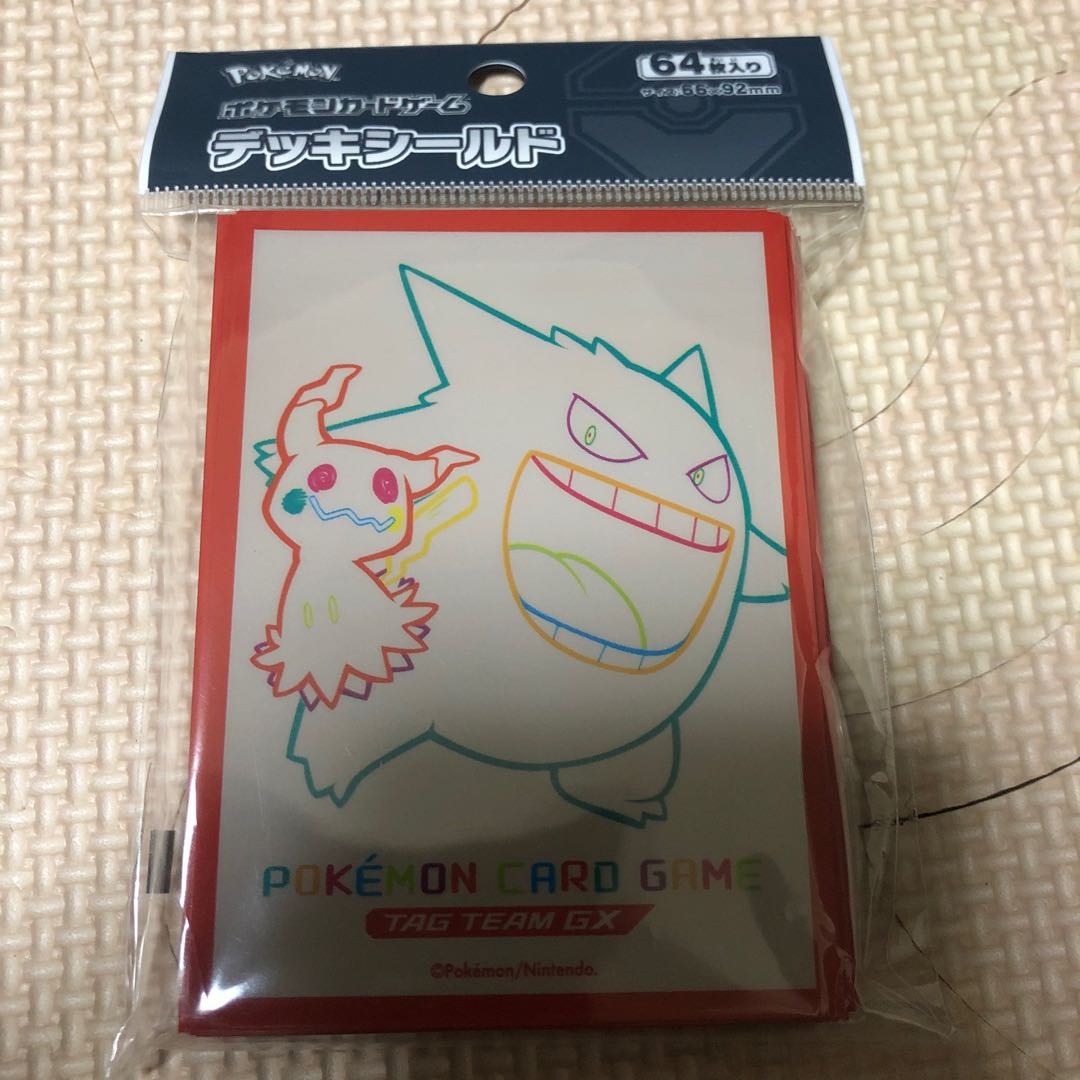 POKéMON
ポケモンカードゲーム
デッキシールド
64枚入り
サイズ:66×92mm
POKÉMON CARD GAME
TAG TEAM GX
©Pokémon/Nintendo.